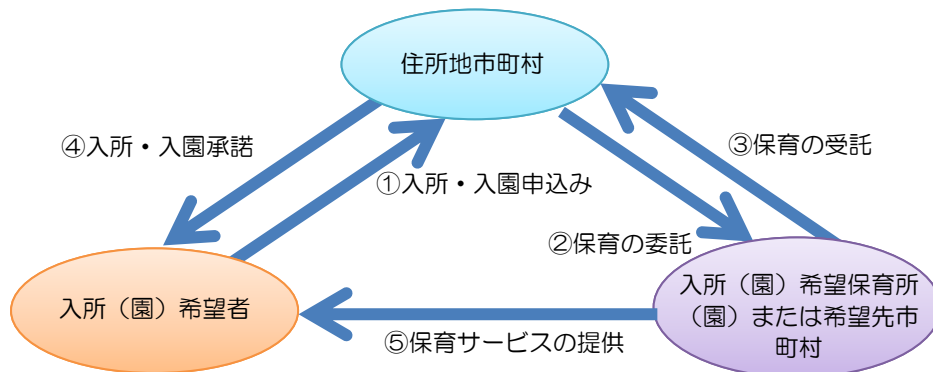 住所地市町村
④入所・入園承諾
③保育の受託
①入所・入園申込み
②保育の委託
入所（園）希望者
入所（園）希望保育所
（園）または希望先市
町村
⑤保育サービスの提供